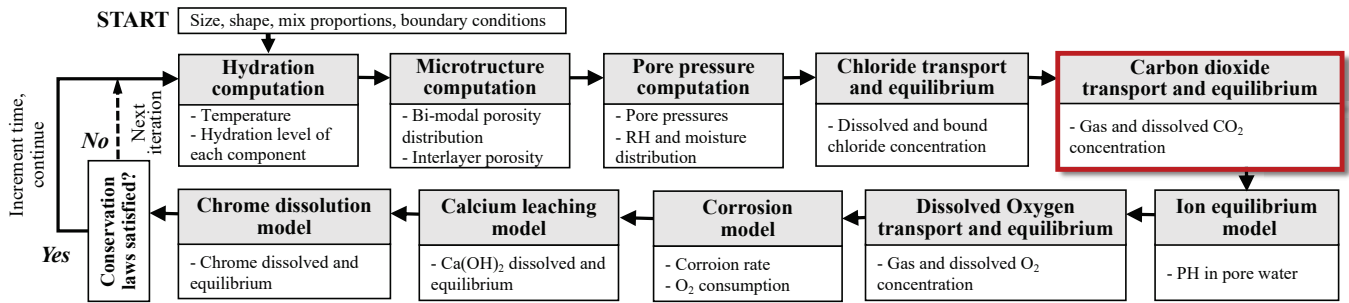 START
Size, shape, mix proportions, boundary conditions
Hydration
computation
- Temperature
- Hydration level of
each component
Microtructure
computation
- Bi-modal porosity
distribution
- Interlayer porosity
Pore pressure
computation
- Pore pressures
- RH and moisture
distribution
Chloride transport
and equilibrium
- Dissolved and bound
chloride concentration
Carbon dioxide
transport and equilibrium
- Gas and dissolved CO₂
concentration
Ion equilibrium
model
- PH in pore water
Dissolved Oxygen
transport and equilibrium
- Gas and dissolved O₂
concentration
Corrosion
model
- Corroion rate
- O₂ consumption
Calcium leaching
model
- Ca(OH)₂ dissolved and
equilibrium
Chrome dissolution
model
- Chrome dissolved and
equilibrium
Conservation
laws satisfied?
No
Next
iteration
Yes
Increment time,
continue